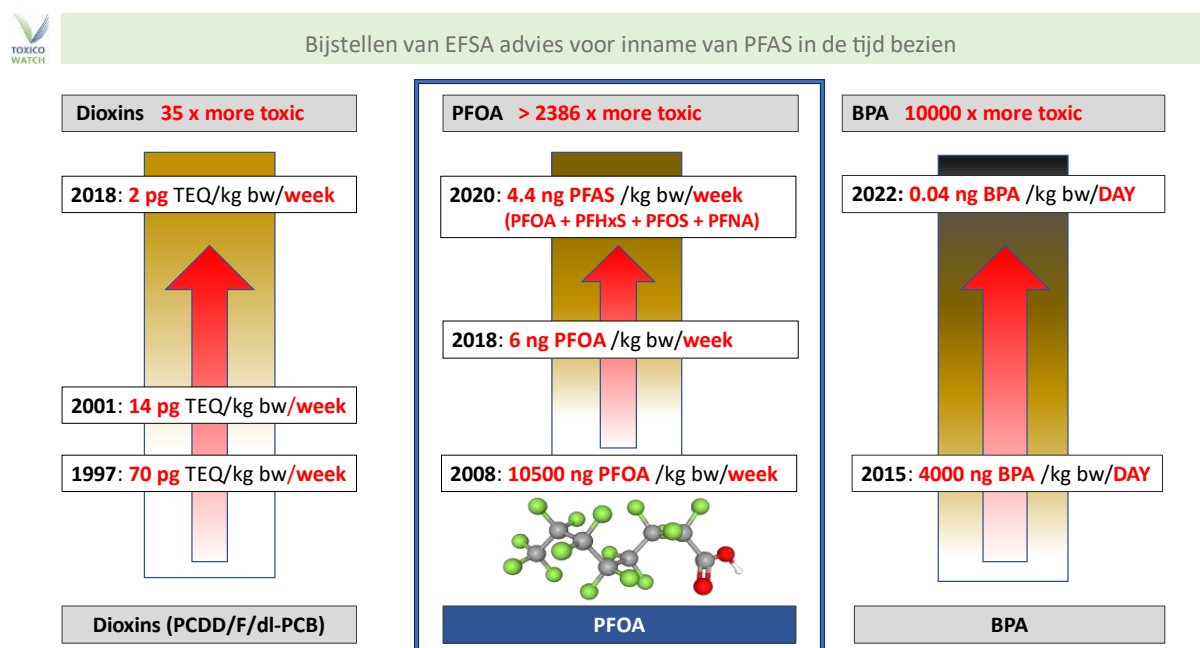 TOXICO
WATCH
Bijstellen van EFSA advies voor inname van PFAS in de tijd bezien
Dioxins 35 x more toxic
2018: 2 pg TEQ/kg bw/week
2001: 14 pg TEQ/kg bw/week
1997: 70 pg TEQ/kg bw/week
Dioxins (PCDD/F/dl-PCB)
PFOA > 2386 x more toxic
2020: 4.4 ng PFAS /kg bw/week
(PFOA + PFHxS + PFOS + PFNA)
2018: 6 ng PFOA /kg bw/week
2008: 10500 ng PFOA /kg bw/week
PFOA
BPA 10000 x more toxic
2022: 0.04 ng BPA /kg bw/DAY
2015: 4000 ng BPA /kg bw/DAY
BPA